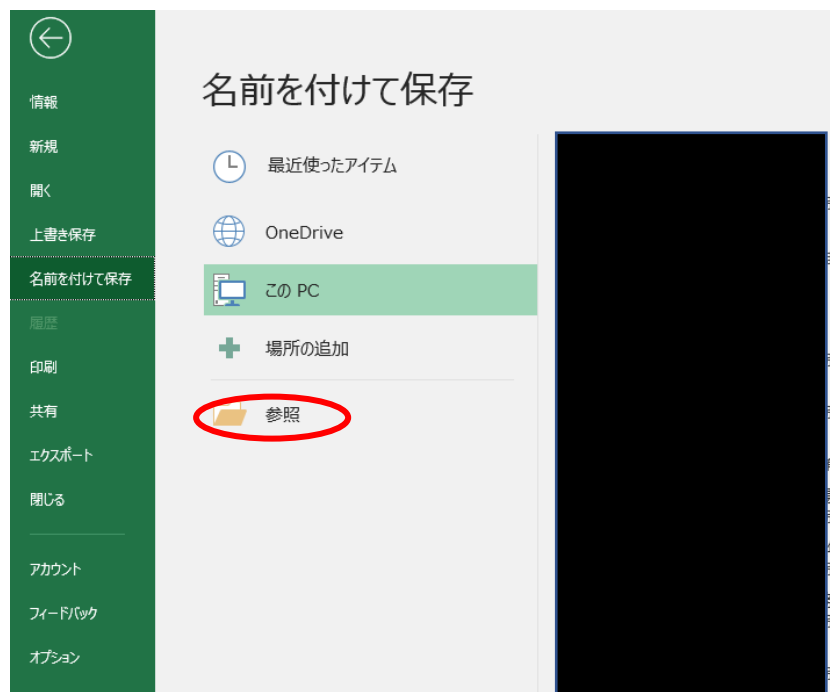 情報
新規
開く
上書き保存
名前を付けて保存
履歴
印刷
共有
エクスポート
閉じる
アカウント
フィードバック
オプション
名前を付けて保存
最近使ったアイテム
OneDrive
この PC
場所の追加
参照